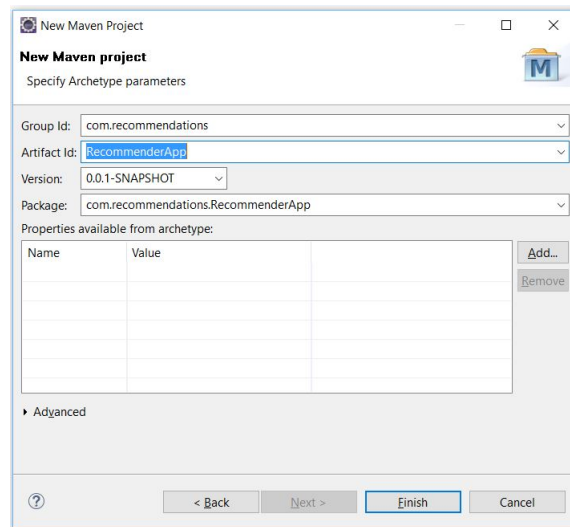 New Maven Project
New Maven project
Specify Archetype parameters
M
Group Id: com.recommendations
Artifact Id: RecommenderApp
Version: 0.0.1-SNAPSHOT
Package: com.recommendations.RecommenderApp
Properties available from archetype:
Name Value
Add...
Remove
Advanced
? < Back Next > Finish Cancel